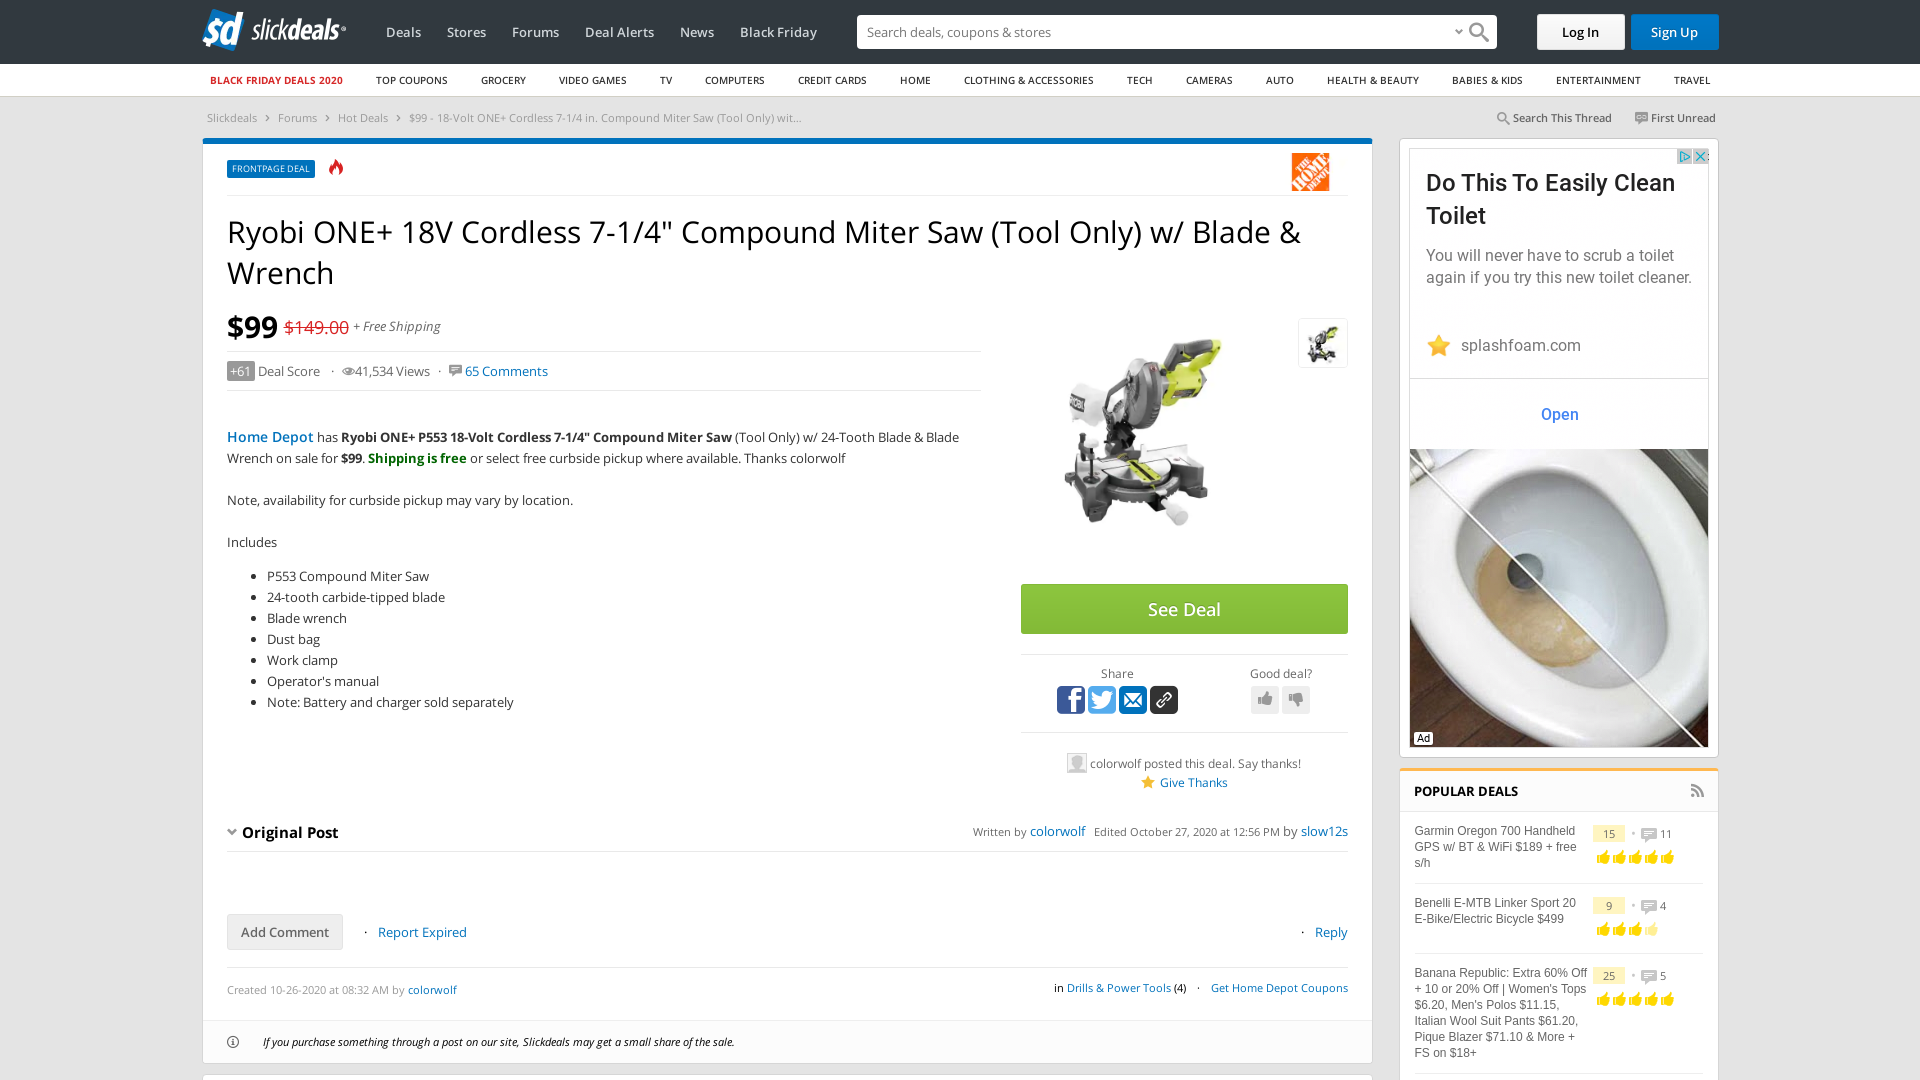 sd slickdeals
Deals
Stores
Forums
Deal Alerts
News
Black Friday
Search deals, coupons & stores
Log In
Sign Up
BLACK FRIDAY DEALS 2020
TOP COUPONS
GROCERY
VIDEO GAMES
TV
COMPUTERS
CREDIT CARDS
HOME
CLOTHING & ACCESSORIES
TECH
CAMERAS
AUTO
HEALTH & BEAUTY
BABIES & KIDS
ENTERTAINMENT
TRAVEL
Slickdeals › Forums › Hot Deals › $99 - 18-Volt ONE+ Cordless 7-1/4 in. Compound Miter Saw (Tool Only) wit...
Search This Thread
First Unread
FRONTPAGE DEAL
THE HOME DEPOT
Ryobi ONE+ 18V Cordless 7-1/4" Compound Miter Saw (Tool Only) w/ Blade &
Wrench
$99 $149.00 + Free Shipping
+61 Deal Score · 41,534 Views · 65 Comments
Home Depot has Ryobi ONE+ P553 18-Volt Cordless 7-1/4" Compound Miter Saw (Tool Only) w/ 24-Tooth Blade & Blade
Wrench on sale for $99. Shipping is free or select free curbside pickup where available. Thanks colorwolf
Note, availability for curbside pickup may vary by location.
Includes
• P553 Compound Miter Saw
• 24-tooth carbide-tipped blade
• Blade wrench
• Dust bag
• Work clamp
• Operator's manual
• Note: Battery and charger sold separately
RYOBI
See Deal
Share
Good deal?
colorwolf posted this deal. Say thanks!
Give Thanks
Original Post
Written by colorwolf Edited October 27, 2020 at 12:56 PM by slow12s
Add Comment
· Report Expired
· Reply
Created 10-26-2020 at 08:32 AM by colorwolf
in Drills & Power Tools (4) · Get Home Depot Coupons
If you purchase something through a post on our site, Slickdeals may get a small share of the sale.
Do This To Easily Clean
Toilet
You will never have to scrub a toilet
again if you try this new toilet cleaner.
splashfoam.com
Open
Ad
POPULAR DEALS
Garmin Oregon 700 Handheld
GPS w/ BT & WiFi $189 + free
s/h
15 • 11
Benelli E-MTB Linker Sport 20
E-Bike/Electric Bicycle $499
9 • 4
Banana Republic: Extra 60% Off
+ 10 or 20% Off | Women's Tops
$6.20, Men's Polos $11.15,
Italian Wool Suit Pants $61.20,
Pique Blazer $71.10 & More +
FS on $18+
25 • 5